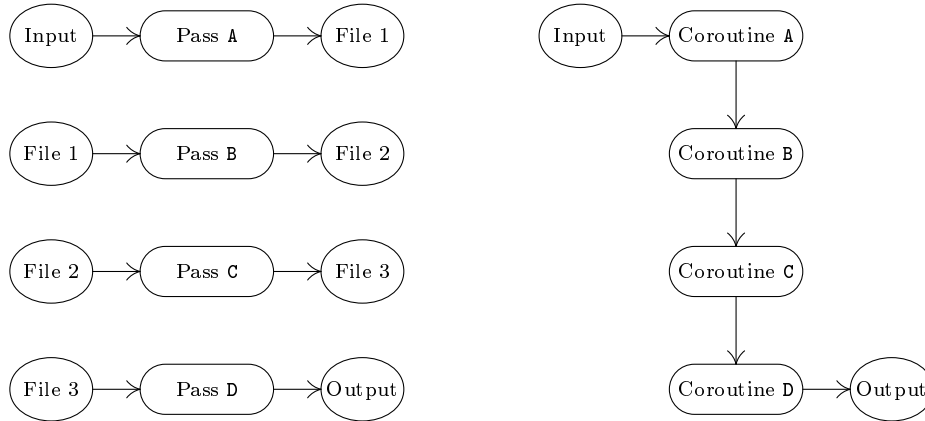 Input Pass A File 1 Input Coroutine A
File 1 Pass B File 2 Coroutine B
File 2 Pass C File 3 Coroutine C
File 3 Pass D Output Coroutine D Output